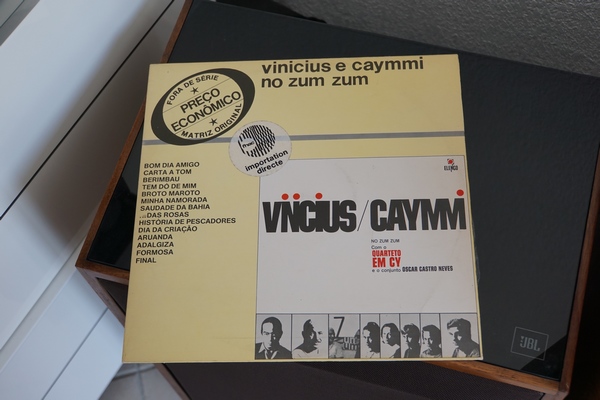 vinicius e caymmi
no zum zum
FORA DE SÉRIE
PREÇO
ECONÔMICO
MATRIZ ORIGINAL
importation
directe
BOM DIA AMIGO
CARTA A TOM
BERIMBAU
TEM DÓ DE MIM
BROTO MAROTO
MINHA NAMORADA
SAUDADE DA BAHIA
...DAS ROSAS
HISTÓRIA DE PESCADORES
DIA DA CRIAÇÃO
ARUANDA
ADALGIZA
FORMOSA
FINAL
ELENCO
VINICIUS/CAYMMI
NO ZUM ZUM
Com o
QUARTETO
EM CY
e o conjunto OSCAR CASTRO NEVES
7
JBL